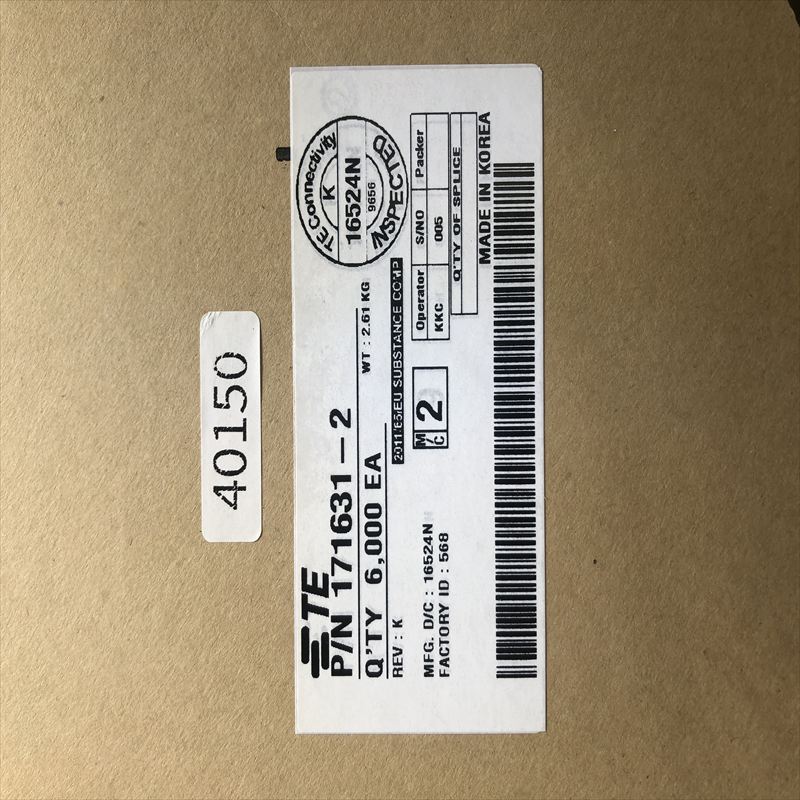 40150
TE
P/N 171631-2
Q'TY 6,000 EA
WT : 2.61 KG
REV : K
2011/65/EU SUBSTANCE COMP
TE Connectivity
K
16524N
9656
INSPECTED
MFG. D/C : 16524N
FACTORY ID : 568
M/C 2
Operator S/NO Packer
KKC 005
Q'TY OF SPLICE
MADE IN KOREA